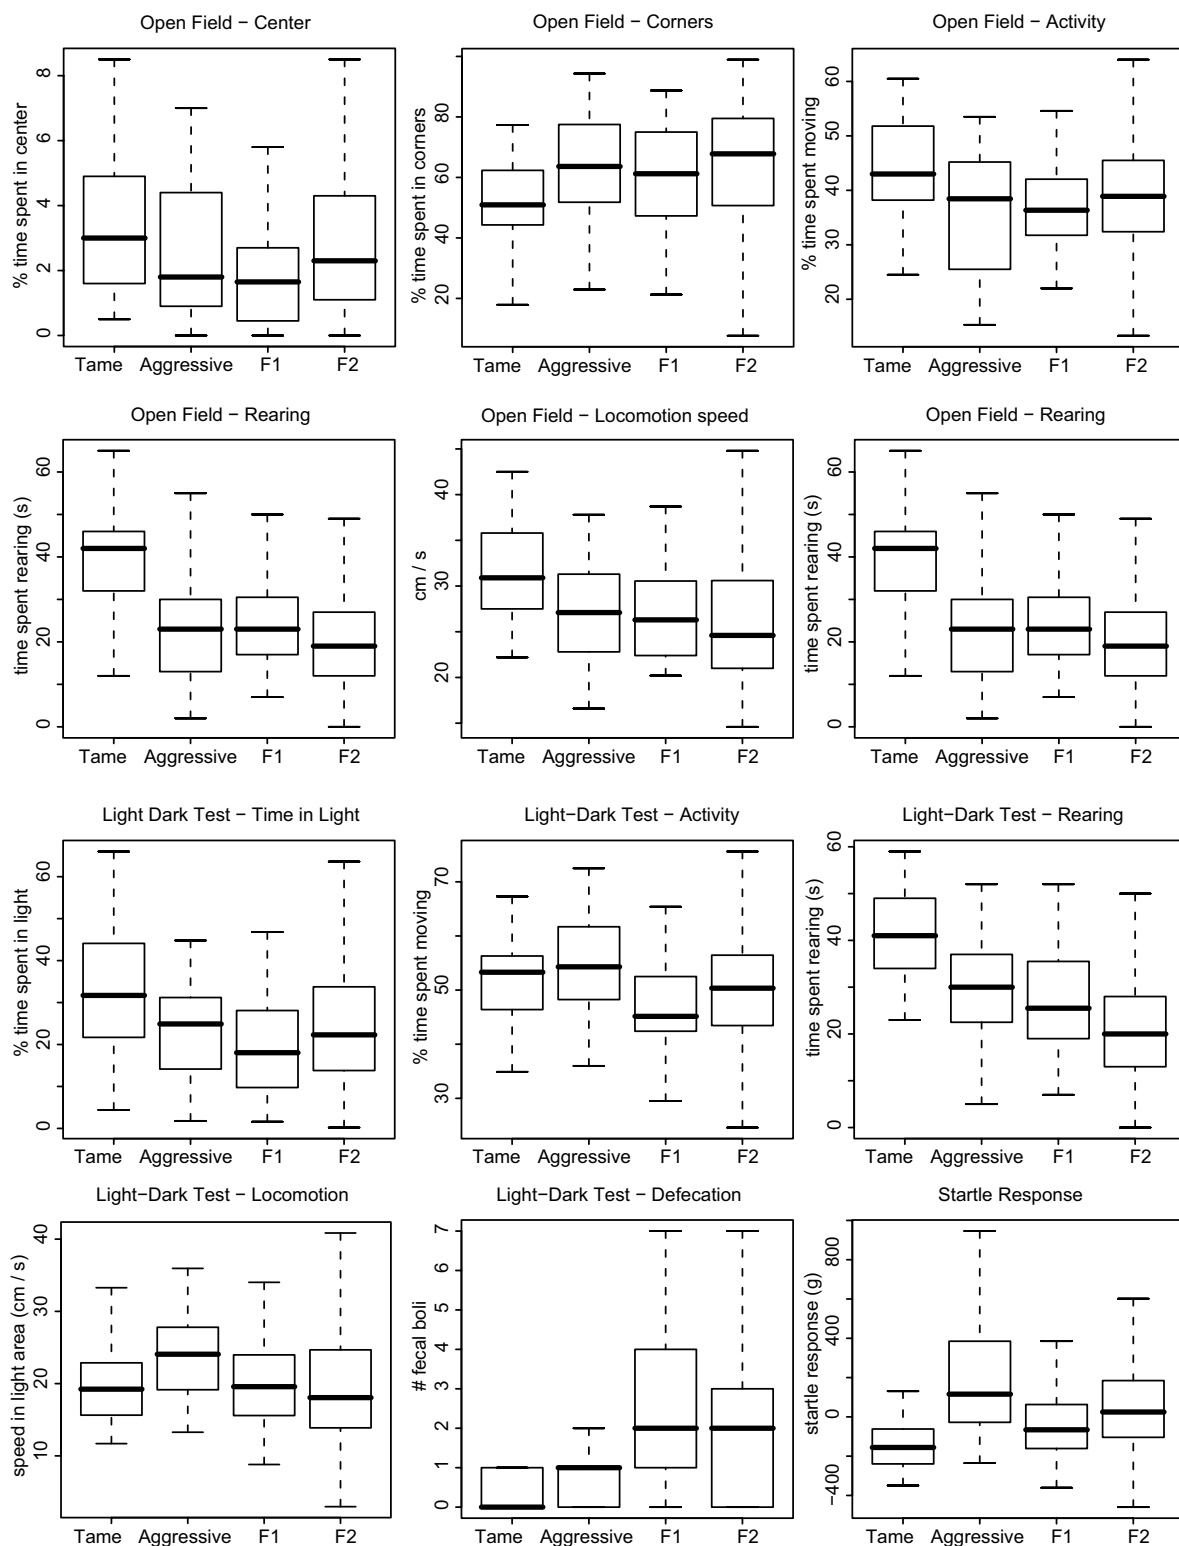 Open Field − Center
Open Field − Corners
Open Field − Activity
% time spent in center
0 2 4 6 8
Tame Aggressive F1 F2
% time spent in corners
20 40 60 80
Tame Aggressive F1 F2
% time spent moving
20 30 40 50 60
Tame Aggressive F1 F2
Open Field − Rearing
Open Field − Locomotion speed
Open Field − Rearing
time spent rearing (s)
0 20 40 60
Tame Aggressive F1 F2
cm / s
20 30 40
Tame Aggressive F1 F2
time spent rearing (s)
0 20 40 60
Tame Aggressive F1 F2
Light Dark Test − Time in Light
Light−Dark Test − Activity
Light−Dark Test − Rearing
% time spent in light
0 20 40 60
Tame Aggressive F1 F2
% time spent moving
30 50 70
Tame Aggressive F1 F2
time spent rearing (s)
0 20 40 60
Tame Aggressive F1 F2
Light−Dark Test − Locomotion
Light−Dark Test − Defecation
Startle Response
speed in light area (cm / s)
10 20 30 40
Tame Aggressive F1 F2
# fecal boli
0 1 2 3 4 5 6 7
Tame Aggressive F1 F2
startle response (g)
−400 0 400 800
Tame Aggressive F1 F2